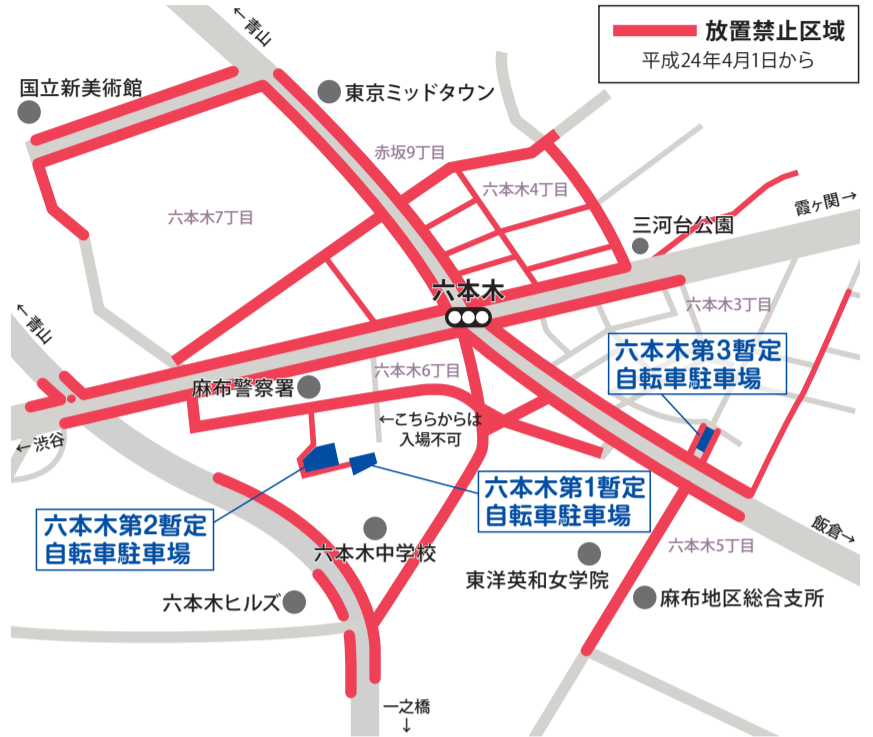 ←青山
放置禁止区域
平成24年4月1日から
国立新美術館
東京ミッドタウン
赤坂9丁目
六本木4丁目
六本木7丁目
霞ヶ関→
三河台公園
六本木
六本木3丁目
←青山
六本木第3暫定
自転車駐車場
六本木6丁目
麻布警察署
←こちらからは
入場不可
←渋谷
六本木第1暫定
自転車駐車場
六本木第2暫定
自転車駐車場
飯倉→
六本木中学校
六本木5丁目
東洋英和女学院
六本木ヒルズ
麻布地区総合支所
一之橋
↓